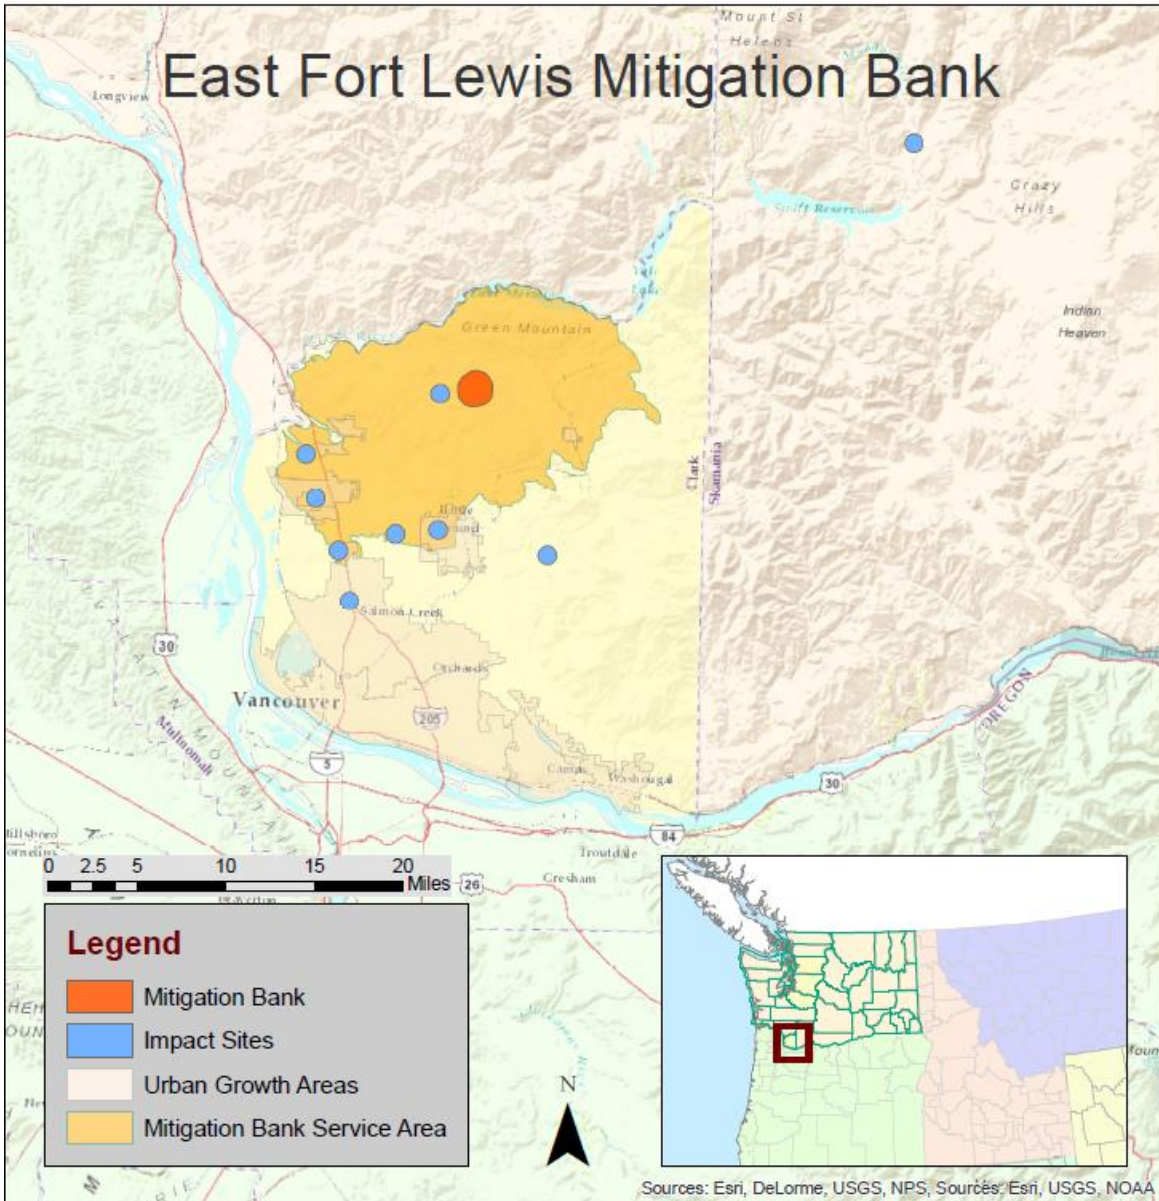 Mount St
Helens
East Fort Lewis Mitigation Bank
Longview
Crazy
Hills
Swift Reservoir
Indian
Heaven
Green Mountain
Clark
Skamania
Salmon Creek
30
Orchards
Vancouver
205
Multnomah
5
OREGON
Camas
Washougal
30
84
Troutdale
Hillsboro
Gresham
26
0 2.5 5 10 15 20
Miles
Beaverton
Legend
Mitigation Bank
Impact Sites
Urban Growth Areas
Mitigation Bank Service Area
N
Sources: Esri, DeLorme, USGS, NPS, Sources: Esri, USGS, NOAA